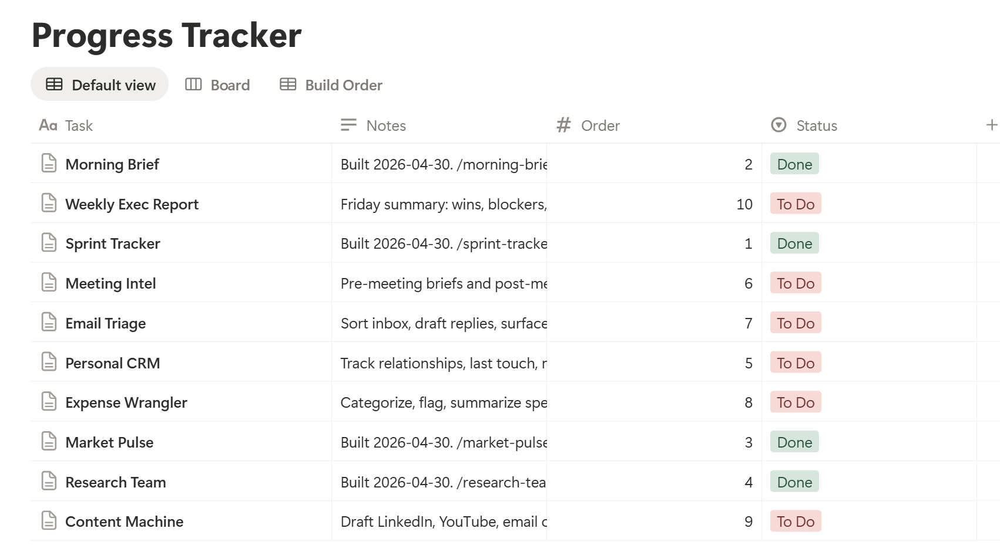 Progress Tracker
Default view Board Build Order
Aa Task Notes # Order Status +
Morning Brief Built 2026-04-30. /morning-brie 2 Done
Weekly Exec Report Friday summary: wins, blockers, 10 To Do
Sprint Tracker Built 2026-04-30. /sprint-tracke 1 Done
Meeting Intel Pre-meeting briefs and post-me 6 To Do
Email Triage Sort inbox, draft replies, surface 7 To Do
Personal CRM Track relationships, last touch, 5 To Do
Expense Wrangler Categorize, flag, summarize spe 8 To Do
Market Pulse Built 2026-04-30. /market-pulse 3 Done
Research Team Built 2026-04-30. /research-tea 4 Done
Content Machine Draft LinkedIn, YouTube, email 9 To Do